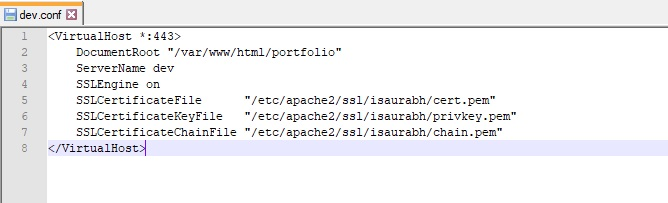 dev.conf
1 <VirtualHost *:443>
2 DocumentRoot "/var/www/html/portfolio"
3 ServerName dev
4 SSLEngine on
5 SSLCertificateFile "/etc/apache2/ssl/isaurabh/cert.pem"
6 SSLCertificateKeyFile "/etc/apache2/ssl/isaurabh/privkey.pem"
7 SSLCertificateChainFile "/etc/apache2/ssl/isaurabh/chain.pem"
8 </VirtualHost>